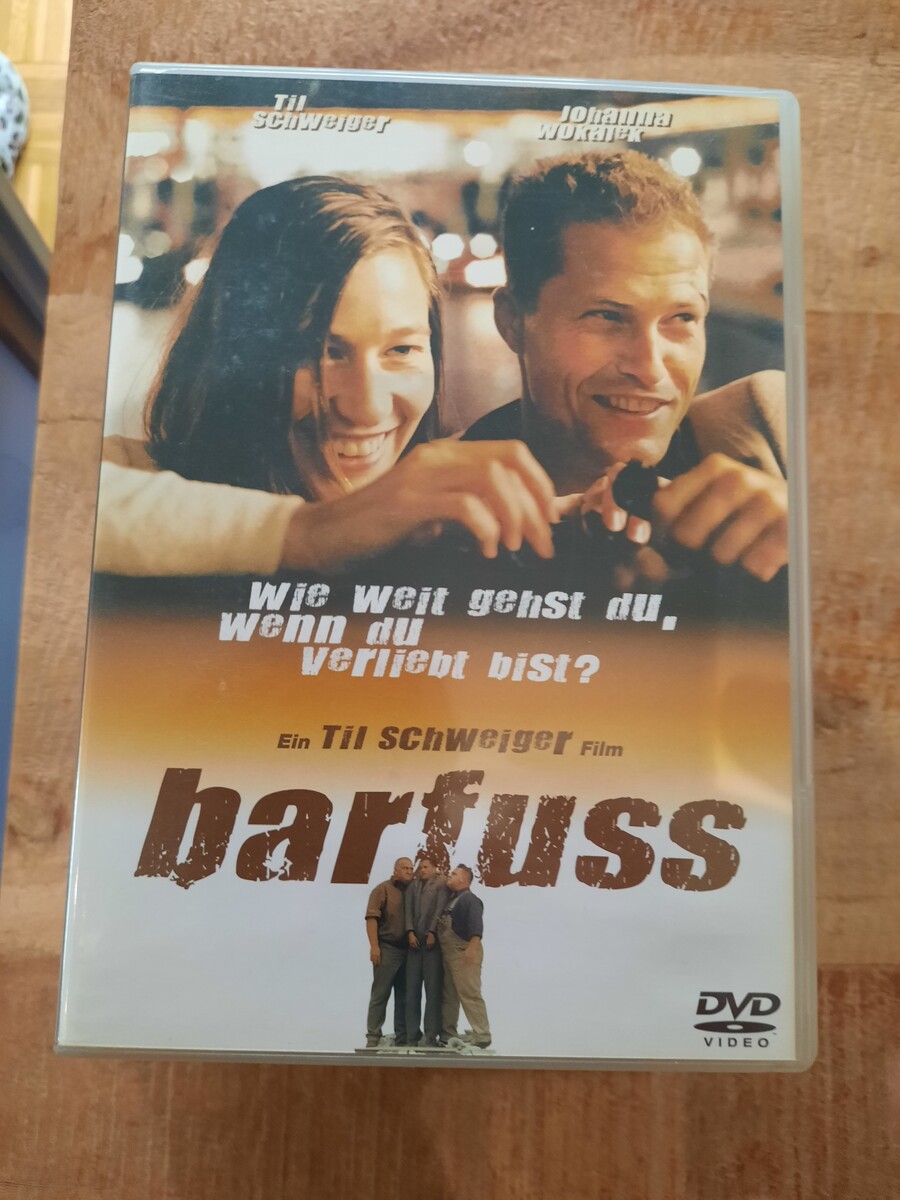 Til
Schweiger
Johanna
Wokalek
Wie weit gehst du,
wenn du
verliebt bist?
Ein Til Schweiger Film
barfuss
DVD
VIDEO